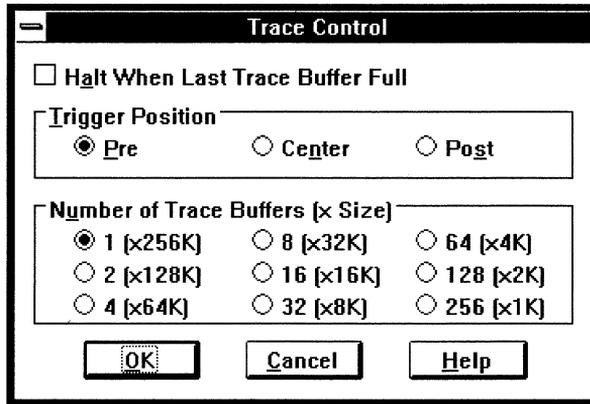 Trace Control
Halt When Last Trace Buffer Full
Trigger Position
Pre Center Post
Number of Trace Buffers (x Size)
1 (x256K) 8 (x32K) 64 (x4K)
2 (x128K) 16 (x16K) 128 (x2K)
4 (x64K) 32 (x8K) 256 (x1K)
OK Cancel Help